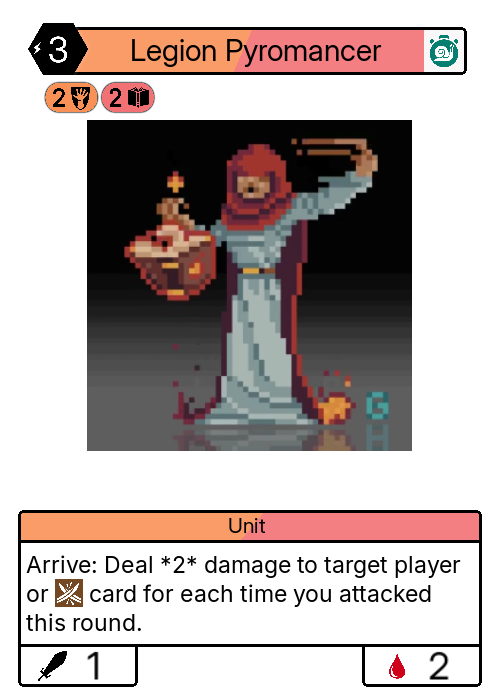 3 Legion Pyromancer
2 2
G
Unit
Arrive: Deal *2* damage to target player
or card for each time you attacked
this round.
1 2